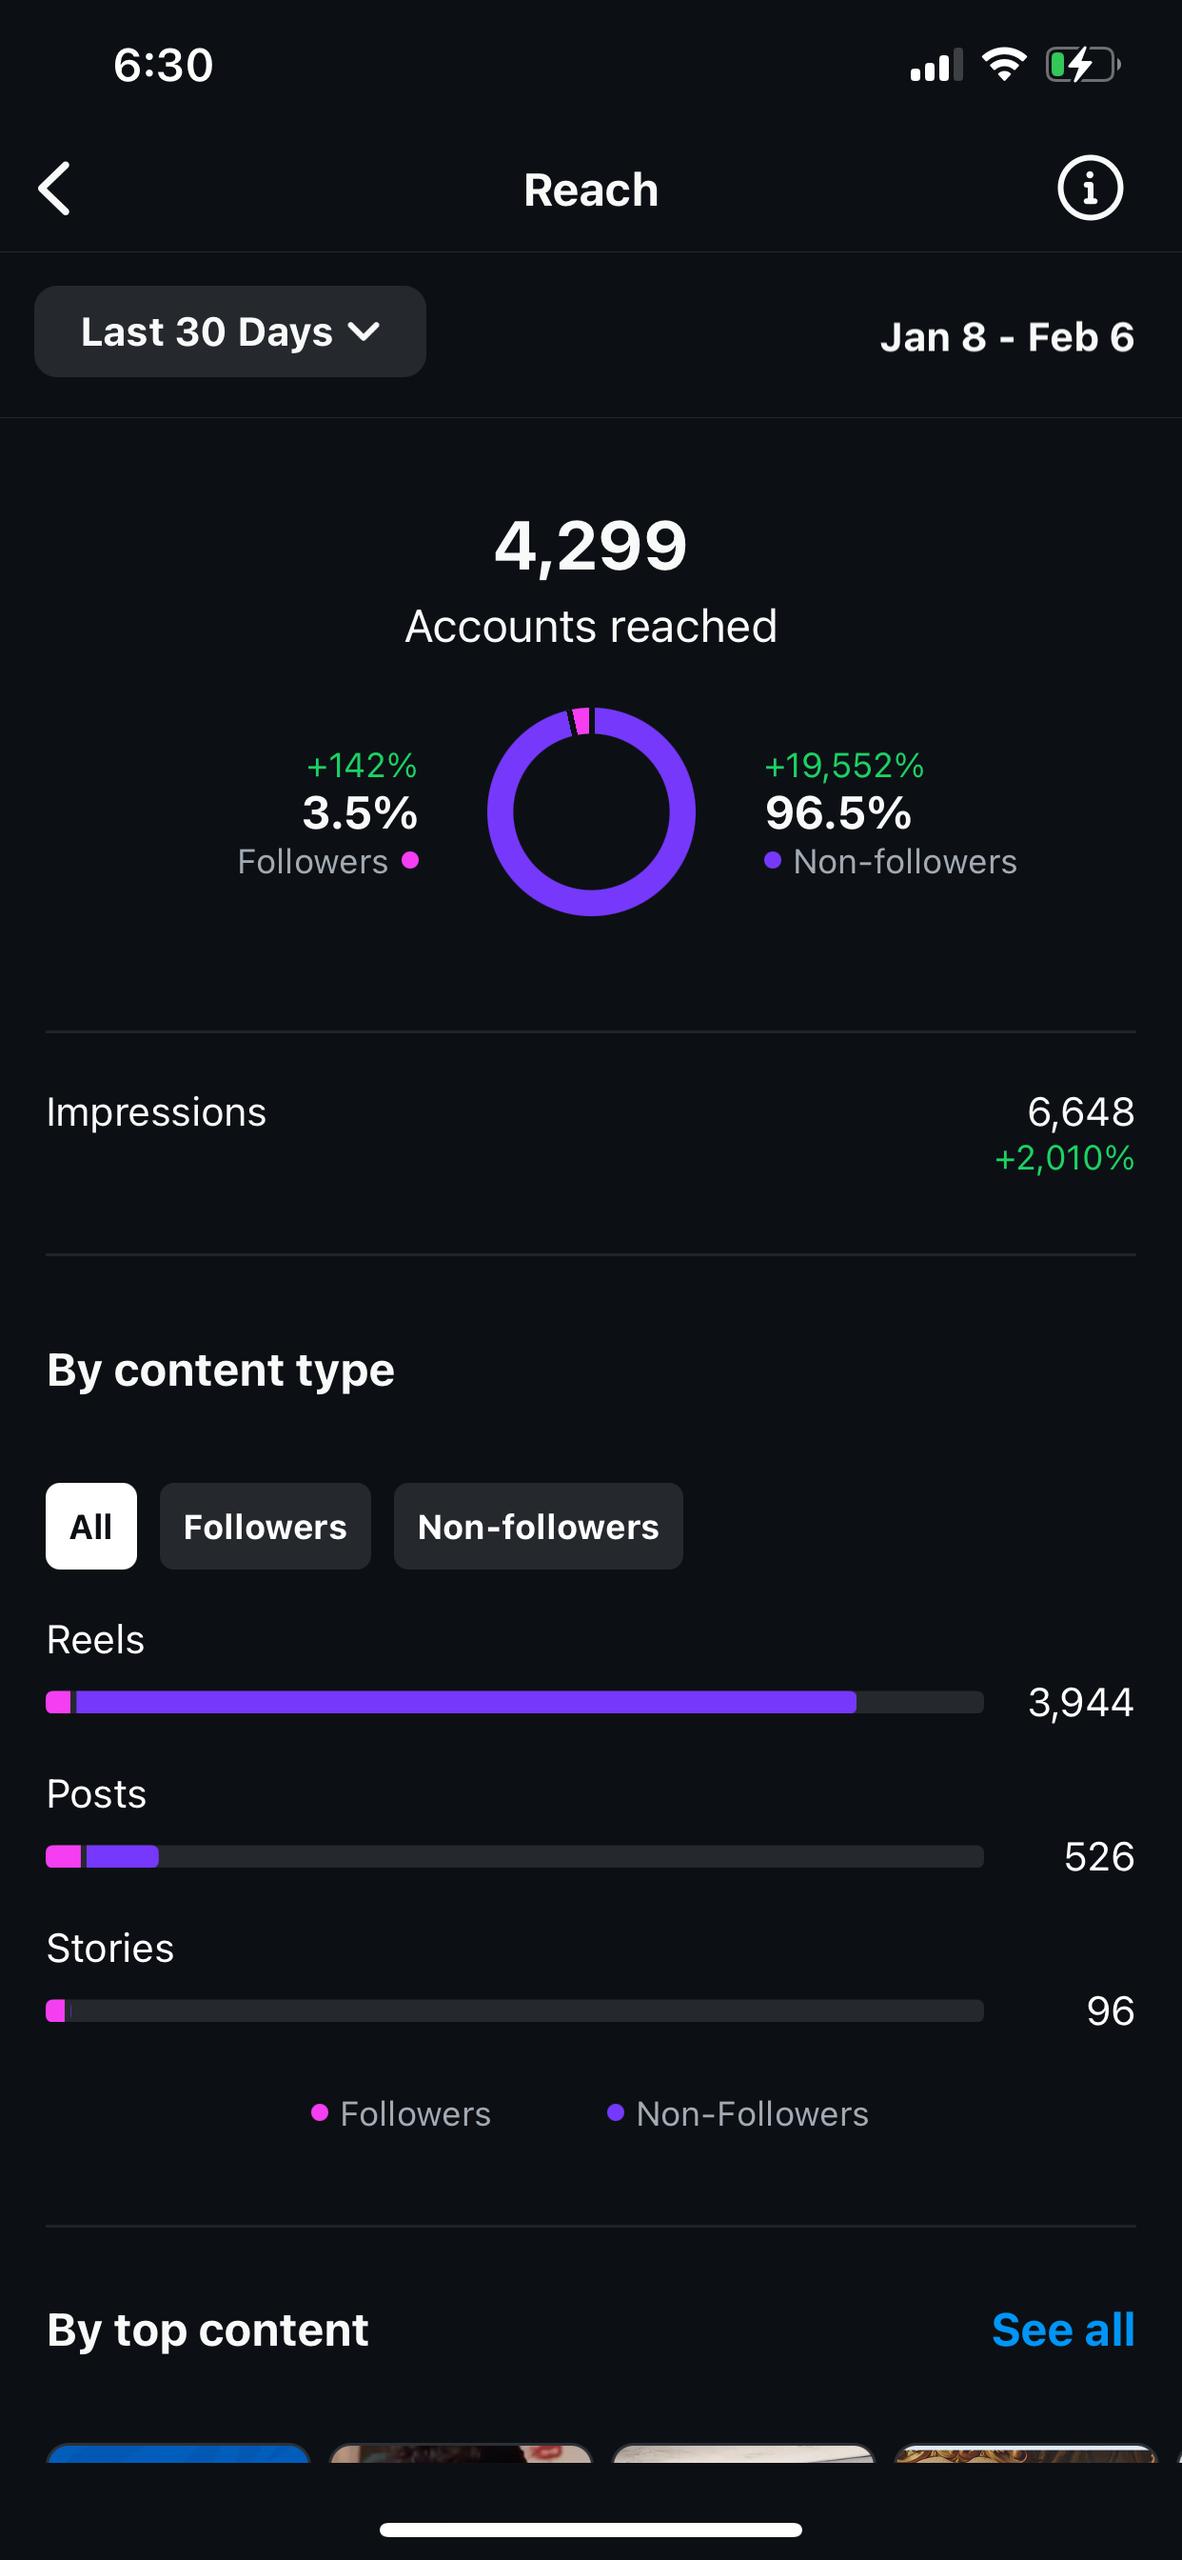 6:30
Reach
Last 30 Days
Jan 8 - Feb 6
4,299
Accounts reached
+142%
3.5%
Followers
+19,552%
96.5%
Non-followers
Impressions
6,648
+2,010%
By content type
All
Followers
Non-followers
Reels
3,944
Posts
526
Stories
96
Followers
Non-Followers
By top content
See all